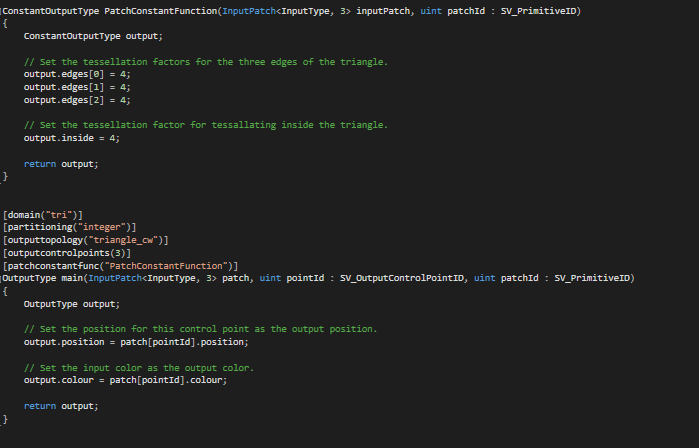 ConstantOutputType PatchConstantFunction(InputPatch<InputType, 3> inputPatch, uint patchId : SV_PrimitiveID)
{
    ConstantOutputType output;

    // Set the tessellation factors for the three edges of the triangle.
    output.edges[0] = 4;
    output.edges[1] = 4;
    output.edges[2] = 4;

    // Set the tessellation factor for tessallating inside the triangle.
    output.inside = 4;

    return output;
}

[domain("tri")]
[partitioning("integer")]
[outputtopology("triangle_cw")]
[outputcontrolpoints(3)]
[patchconstantfunc("PatchConstantFunction")]
OutputType main(InputPatch<InputType, 3> patch, uint pointId : SV_OutputControlPointID, uint patchId : SV_PrimitiveID)
{
    OutputType output;

    // Set the position for this control point as the output position.
    output.position = patch[pointId].position;

    // Set the input color as the output color.
    output.colour = patch[pointId].colour;

    return output;
}